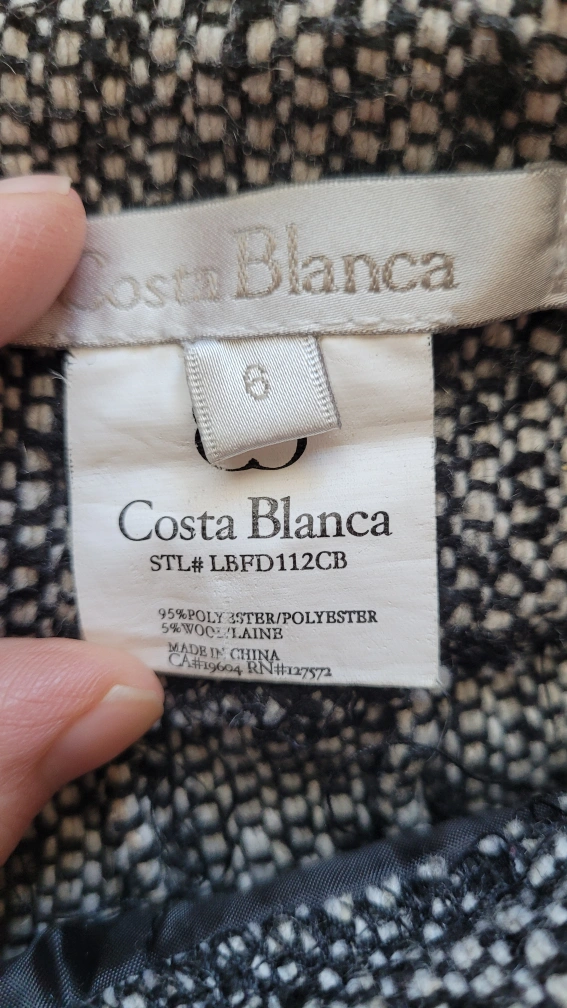 Costa Blanca
6
Costa Blanca
STL# LBFD112CB
95%POLYESTER/POLYESTER
5%WOOL/LAINE
MADE IN CHINA
CA#19604 RN#127572